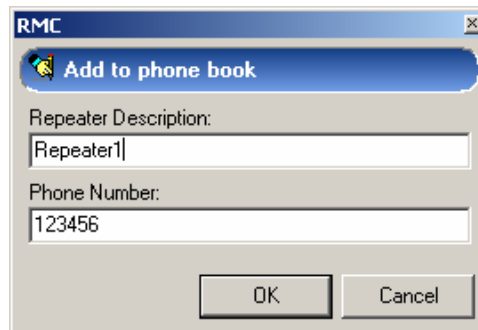 RMC
Add to phone book
Repeater Description:
Repeater1
Phone Number:
123456
OK Cancel